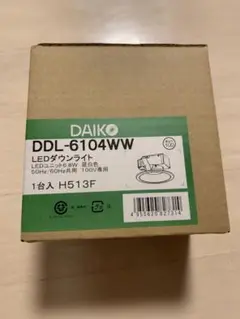 DAIKO
DDL-6104WW
LEDダウンライト
LEDユニット6.8W 昼白色
50Hz/60Hz共用 100V専用
1台入 H513F